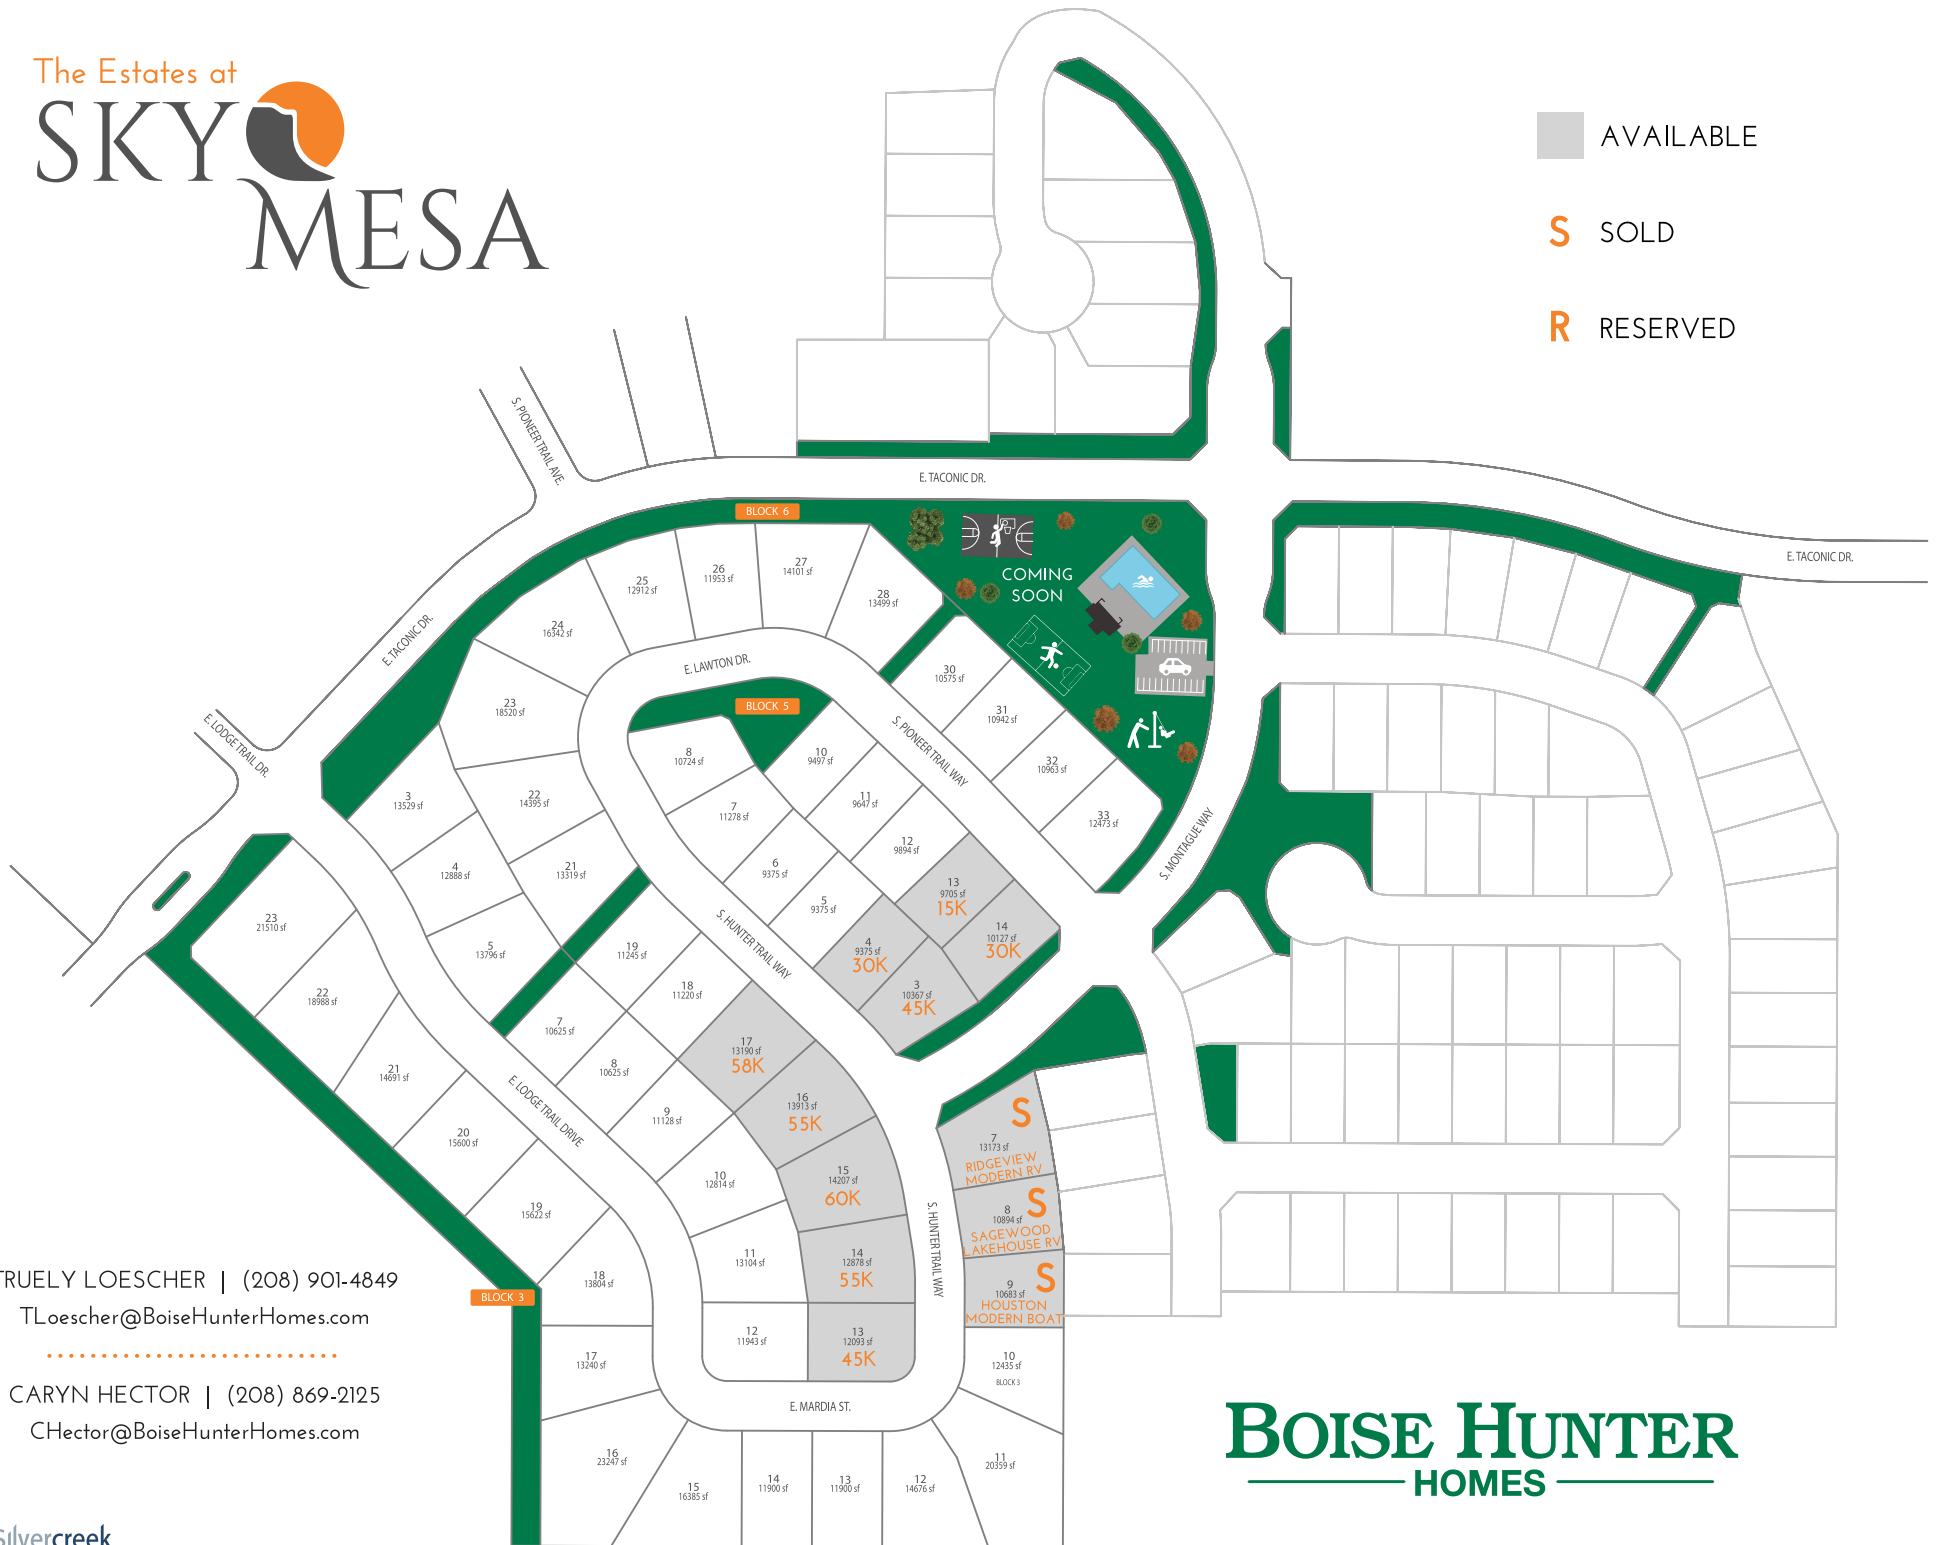 The Estates at
SKY
MESA
AVAILABLE
S SOLD
R RESERVED
S. PIONEER TRAIL AVE.
E. TACONIC DR.
E. TACONIC DR.
E. TACONIC DR.
E. LODGE TRAIL DR.
BLOCK 6
COMING
SOON
25
12912 sf
26
11953 sf
27
14101 sf
28
13499 sf
24
16342 sf
23
18520 sf
22
14395 sf
21
13319 sf
E. LAWTON DR.
BLOCK 5
S. PIONEER TRAIL WAY
30
10575 sf
31
10942 sf
32
10963 sf
33
12473 sf
S. MONTAGUE WAY
8
10724 sf
7
11278 sf
6
9375 sf
5
9375 sf
10
9497 sf
11
9647 sf
12
9894 sf
13
9705 sf
15K
14
10127 sf
30K
4
9375 sf
30K
3
10367 sf
45K
S. HUNTER TRAIL WAY
3
13529 sf
4
12888 sf
5
13796 sf
19
11245 sf
18
11220 sf
17
13190 sf
58K
16
13913 sf
55K
15
14207 sf
60K
14
12878 sf
55K
13
12093 sf
45K
7
10625 sf
8
10625 sf
9
11128 sf
10
12814 sf
11
13104 sf
12
11943 sf
E. LODGE TRAIL DRIVE
23
21510 sf
22
18988 sf
21
14691 sf
20
15600 sf
19
15622 sf
18
13804 sf
17
13240 sf
16
23247 sf
15
16385 sf
14
11900 sf
13
11900 sf
12
14676 sf
11
20359 sf
10
12435 sf
BLOCK 3
S
7
13173 sf
RIDGEVIEW
MODERN RV
S
8
10894 sf
SAGEWOOD
LAKEHOUSE RV
S
9
10683 sf
HOUSTON
MODERN BOAT
S. HUNTER TRAIL WAY
E. MARDIA ST.
BLOCK 3
TRUELY LOESCHER | (208) 901-4849
TLoescher@BoiseHunterHomes.com
CARYN HECTOR | (208) 869-2125
CHector@BoiseHunterHomes.com
Silvercreek
BOISE HUNTER
HOMES